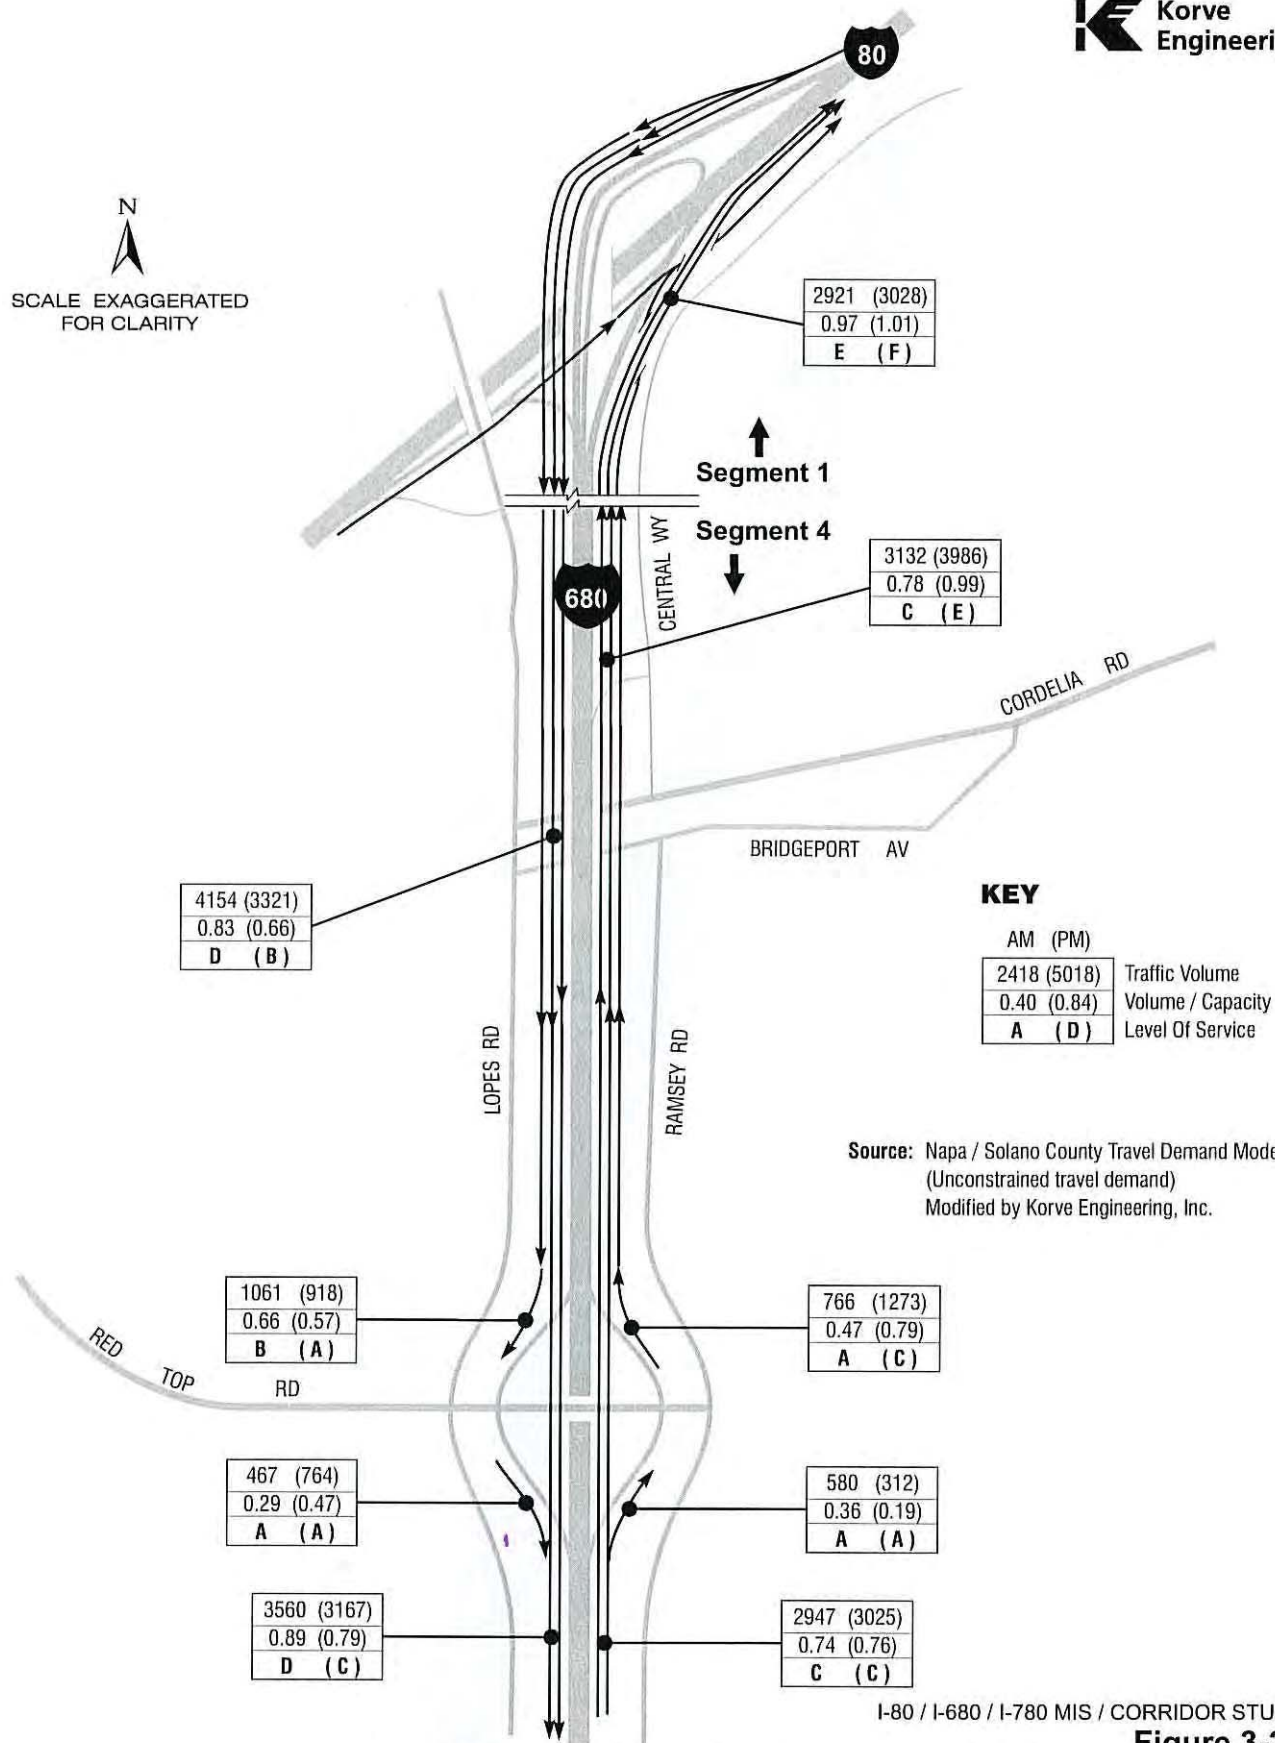 Korve
80
N
SCALE EXAGGERATED
FOR CLARITY
2921 (3028)
0.97 (1.01)
E (F)
Segment 1
Segment 4
CENTRAL WY
680
3132 (3986)
0.78 (0.99)
C (E)
CORDELIA RD
BRIDGEPORT AV
4154 (3321)
0.83 (0.66)
D (B)
KEY
AM (PM)
2418 (5018) Traffic Volume
0.40 (0.84) Volume / Capacity
A (D) Level Of Service
LOPES RD
RAMSEY RD
Source: Napa / Solano County Travel Demand Mode
(Unconstrained travel demand)
Modified by Korve Engineering, Inc.
1061 (918)
0.66 (0.57)
B (A)
766 (1273)
0.47 (0.79)
A (C)
RED TOP RD
467 (764)
0.29 (0.47)
A (A)
580 (312)
0.36 (0.19)
A (A)
3560 (3167)
0.89 (0.79)
D (C)
2947 (3025)
0.74 (0.76)
C (C)
I-80 / I-680 / I-780 MIS / CORRIDOR